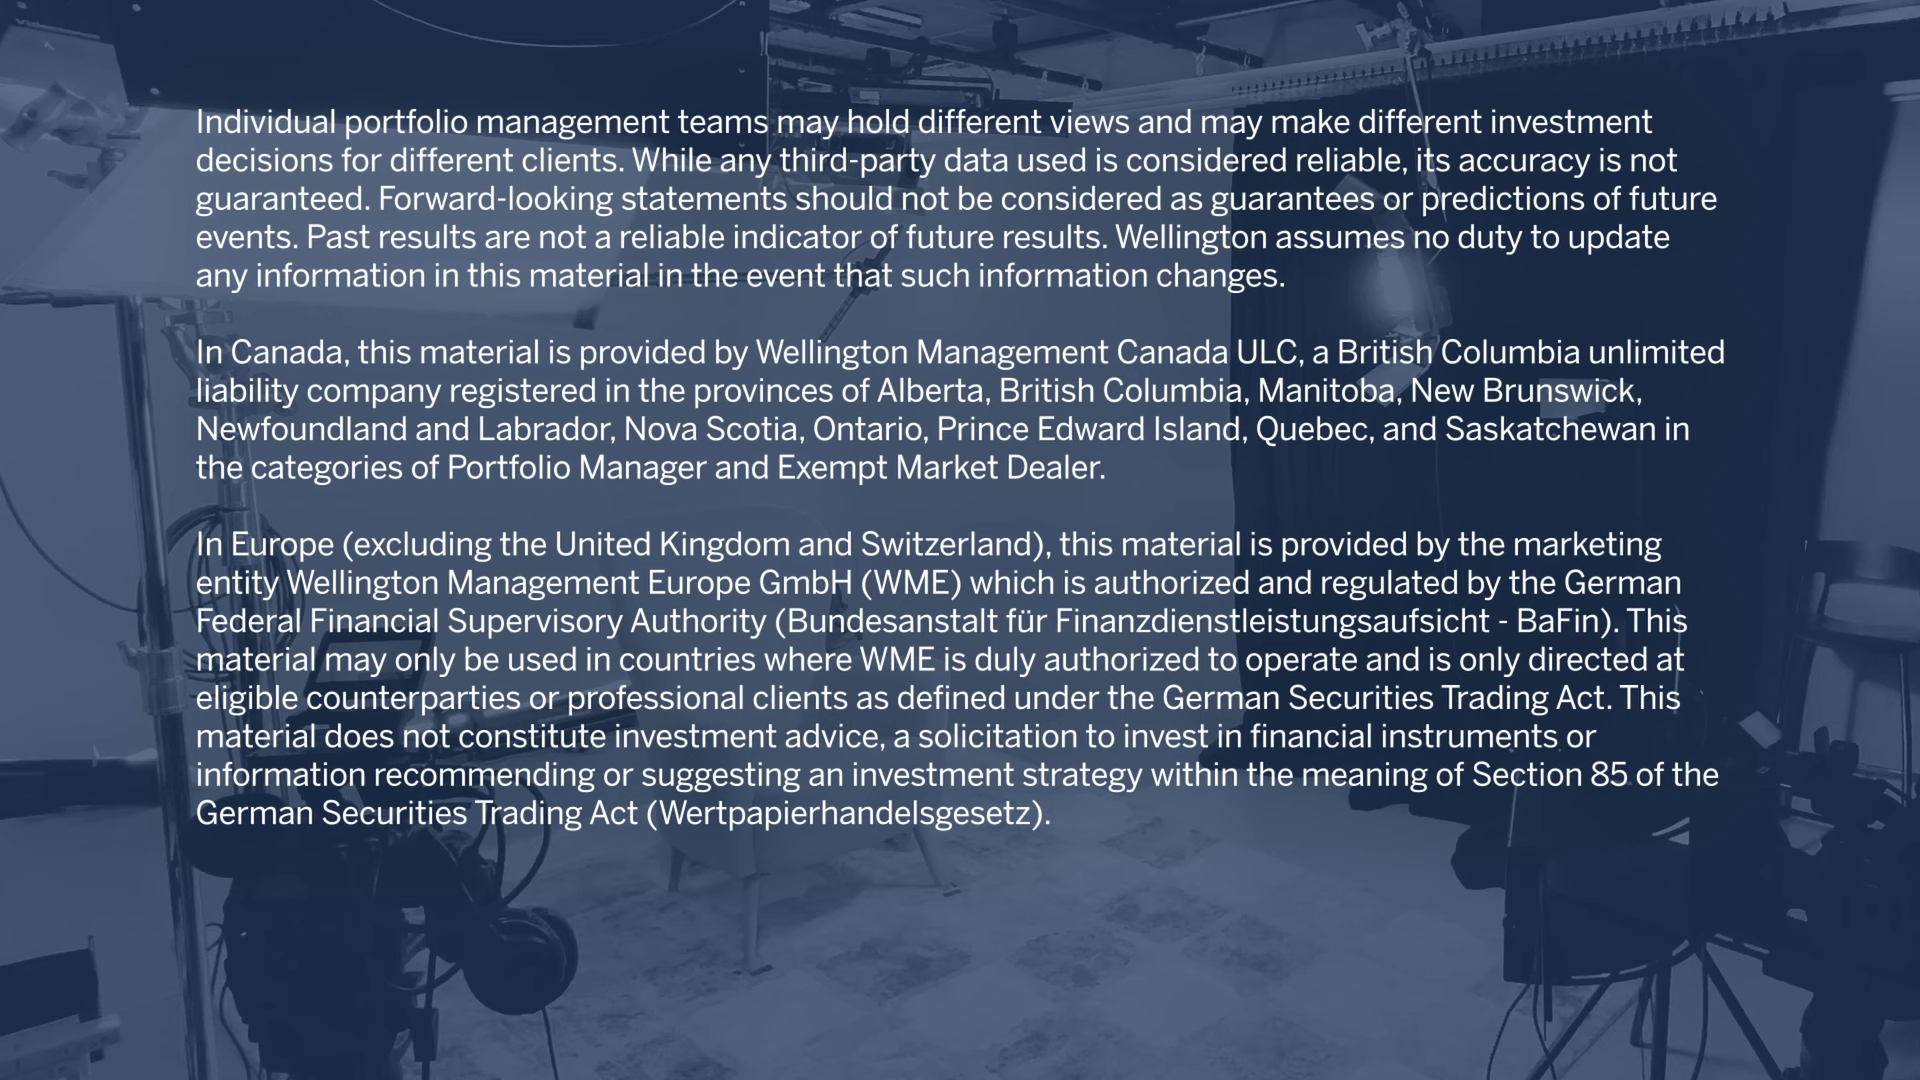 Individual portfolio management teams may hold different views and may make different investment
decisions for different clients. While any third-party data used is considered reliable, its accuracy is not
guaranteed. Forward-looking statements should not be considered as guarantees or predictions of future
events. Past results are not a reliable indicator of future results. Wellington assumes no duty to update
any information in this material in the event that such information changes.
In Canada, this material is provided by Wellington Management Canada ULC, a British Columbia unlimited
liability company registered in the provinces of Alberta, British Columbia, Manitoba, New Brunswick,
Newfoundland and Labrador, Nova Scotia, Ontario, Prince Edward Island, Quebec, and Saskatchewan in
the categories of Portfolio Manager and Exempt Market Dealer.
In Europe (excluding the United Kingdom and Switzerland), this material is provided by the marketing
entity Wellington Management Europe GmbH (WME) which is authorized and regulated by the German
Federal Financial Supervisory Authority (Bundesanstalt für Finanzdienstleistungsaufsicht - BaFin). This
material may only be used in countries where WME is duly authorized to operate and is only directed at
eligible counterparties or professional clients as defined under the German Securities Trading Act. This
material does not constitute investment advice, a solicitation to invest in financial instruments or
information recommending or suggesting an investment strategy within the meaning of Section 85 of the
German Securities Trading Act (Wertpapierhandelsgesetz).